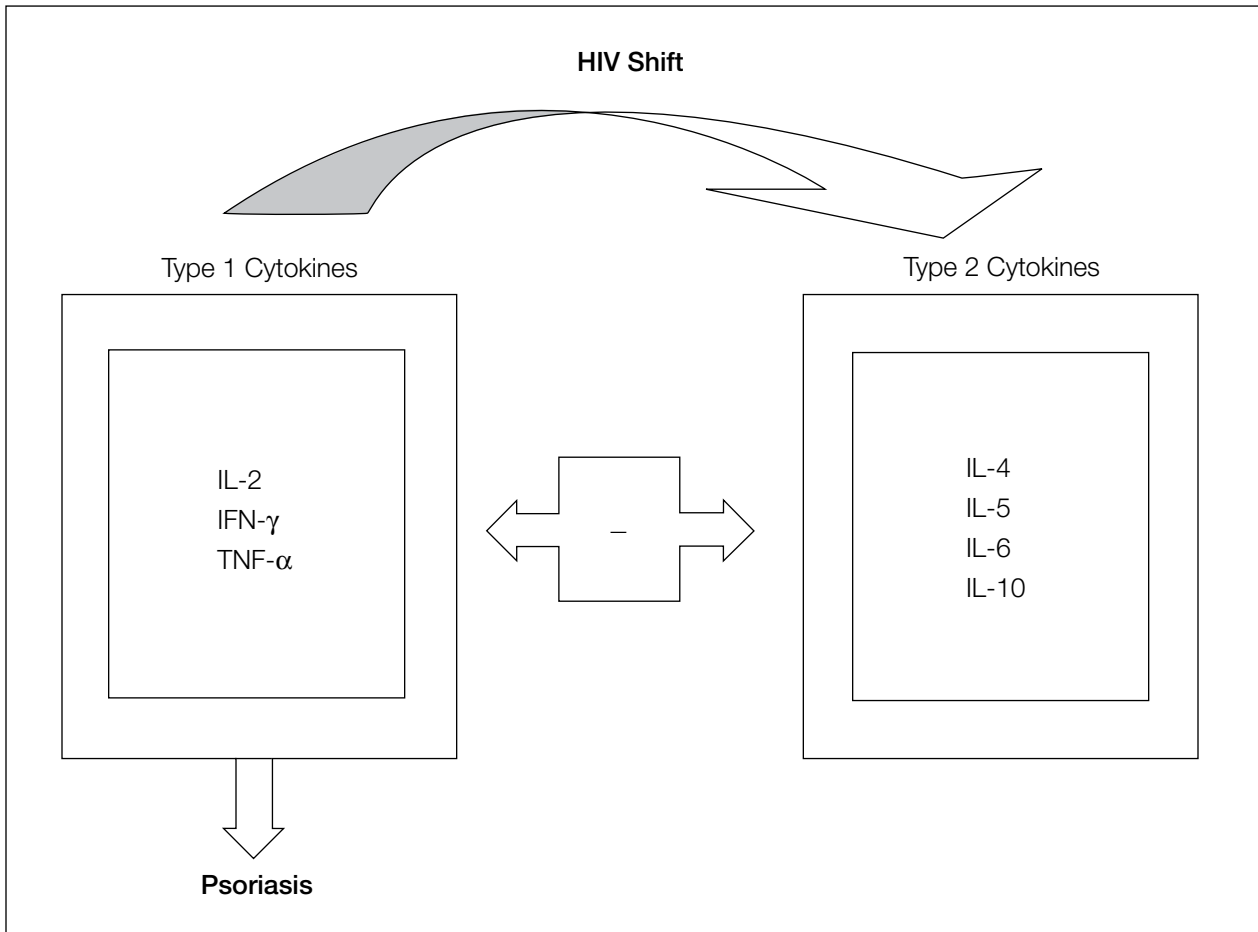 HIV Shift
Type 1 Cytokines
Type 2 Cytokines
IL-2
IFN-γ
TNF-α
–
IL-4
IL-5
IL-6
IL-10
Psoriasis